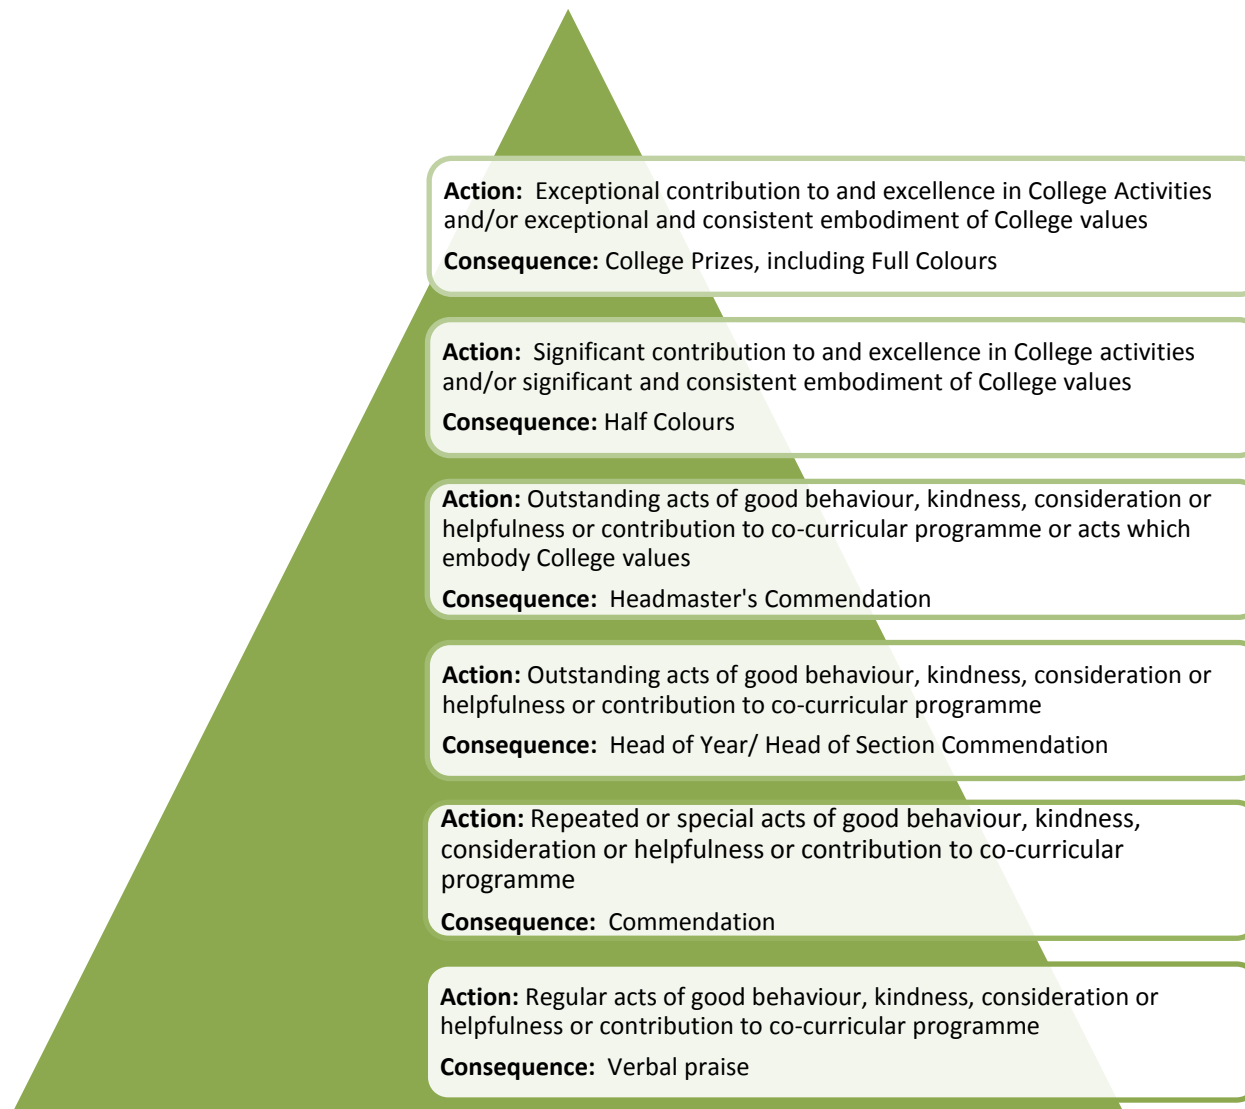 Action: Exceptional contribution to and excellence in College Activities
and/or exceptional and consistent embodiment of College values
Consequence: College Prizes, including Full Colours
Action: Significant contribution to and excellence in College activities
and/or significant and consistent embodiment of College values
Consequence: Half Colours
Action: Outstanding acts of good behaviour, kindness, consideration or
helpfulness or contribution to co-curricular programme or acts which
embody College values
Consequence: Headmaster's Commendation
Action: Outstanding acts of good behaviour, kindness, consideration or
helpfulness or contribution to co-curricular programme
Consequence: Head of Year/ Head of Section Commendation
Action: Repeated or special acts of good behaviour, kindness,
consideration or helpfulness or contribution to co-curricular
programme
Consequence: Commendation
Action: Regular acts of good behaviour, kindness, consideration or
helpfulness or contribution to co-curricular programme
Consequence: Verbal praise